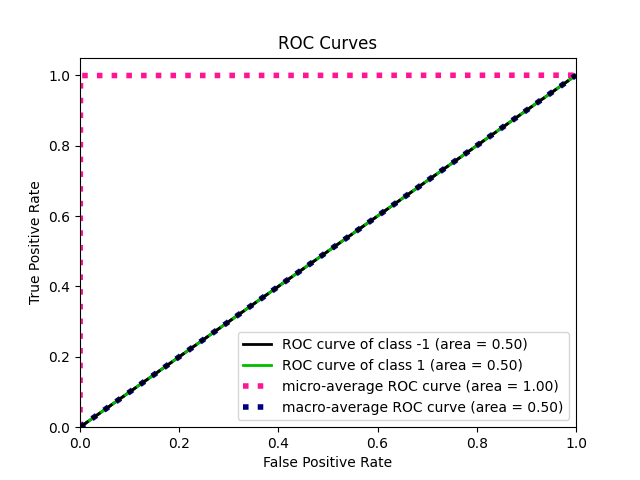 ROC Curves
1.0
0.8
0.6
0.4
0.2
0.0
True Positive Rate
ROC curve of class -1 (area = 0.50)
ROC curve of class 1 (area = 0.50)
micro-average ROC curve (area = 1.00)
macro-average ROC curve (area = 0.50)
0.0 0.2 0.4 0.6 0.8 1.0
False Positive Rate